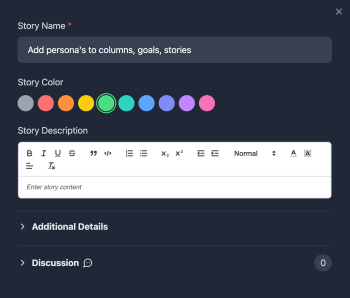 Story Name *
Add persona's to columns, goals, stories
Story Color
Story Description
B I U S ” </> X₂ X² Normal A A
Enter story content
Additional Details
Discussion 0